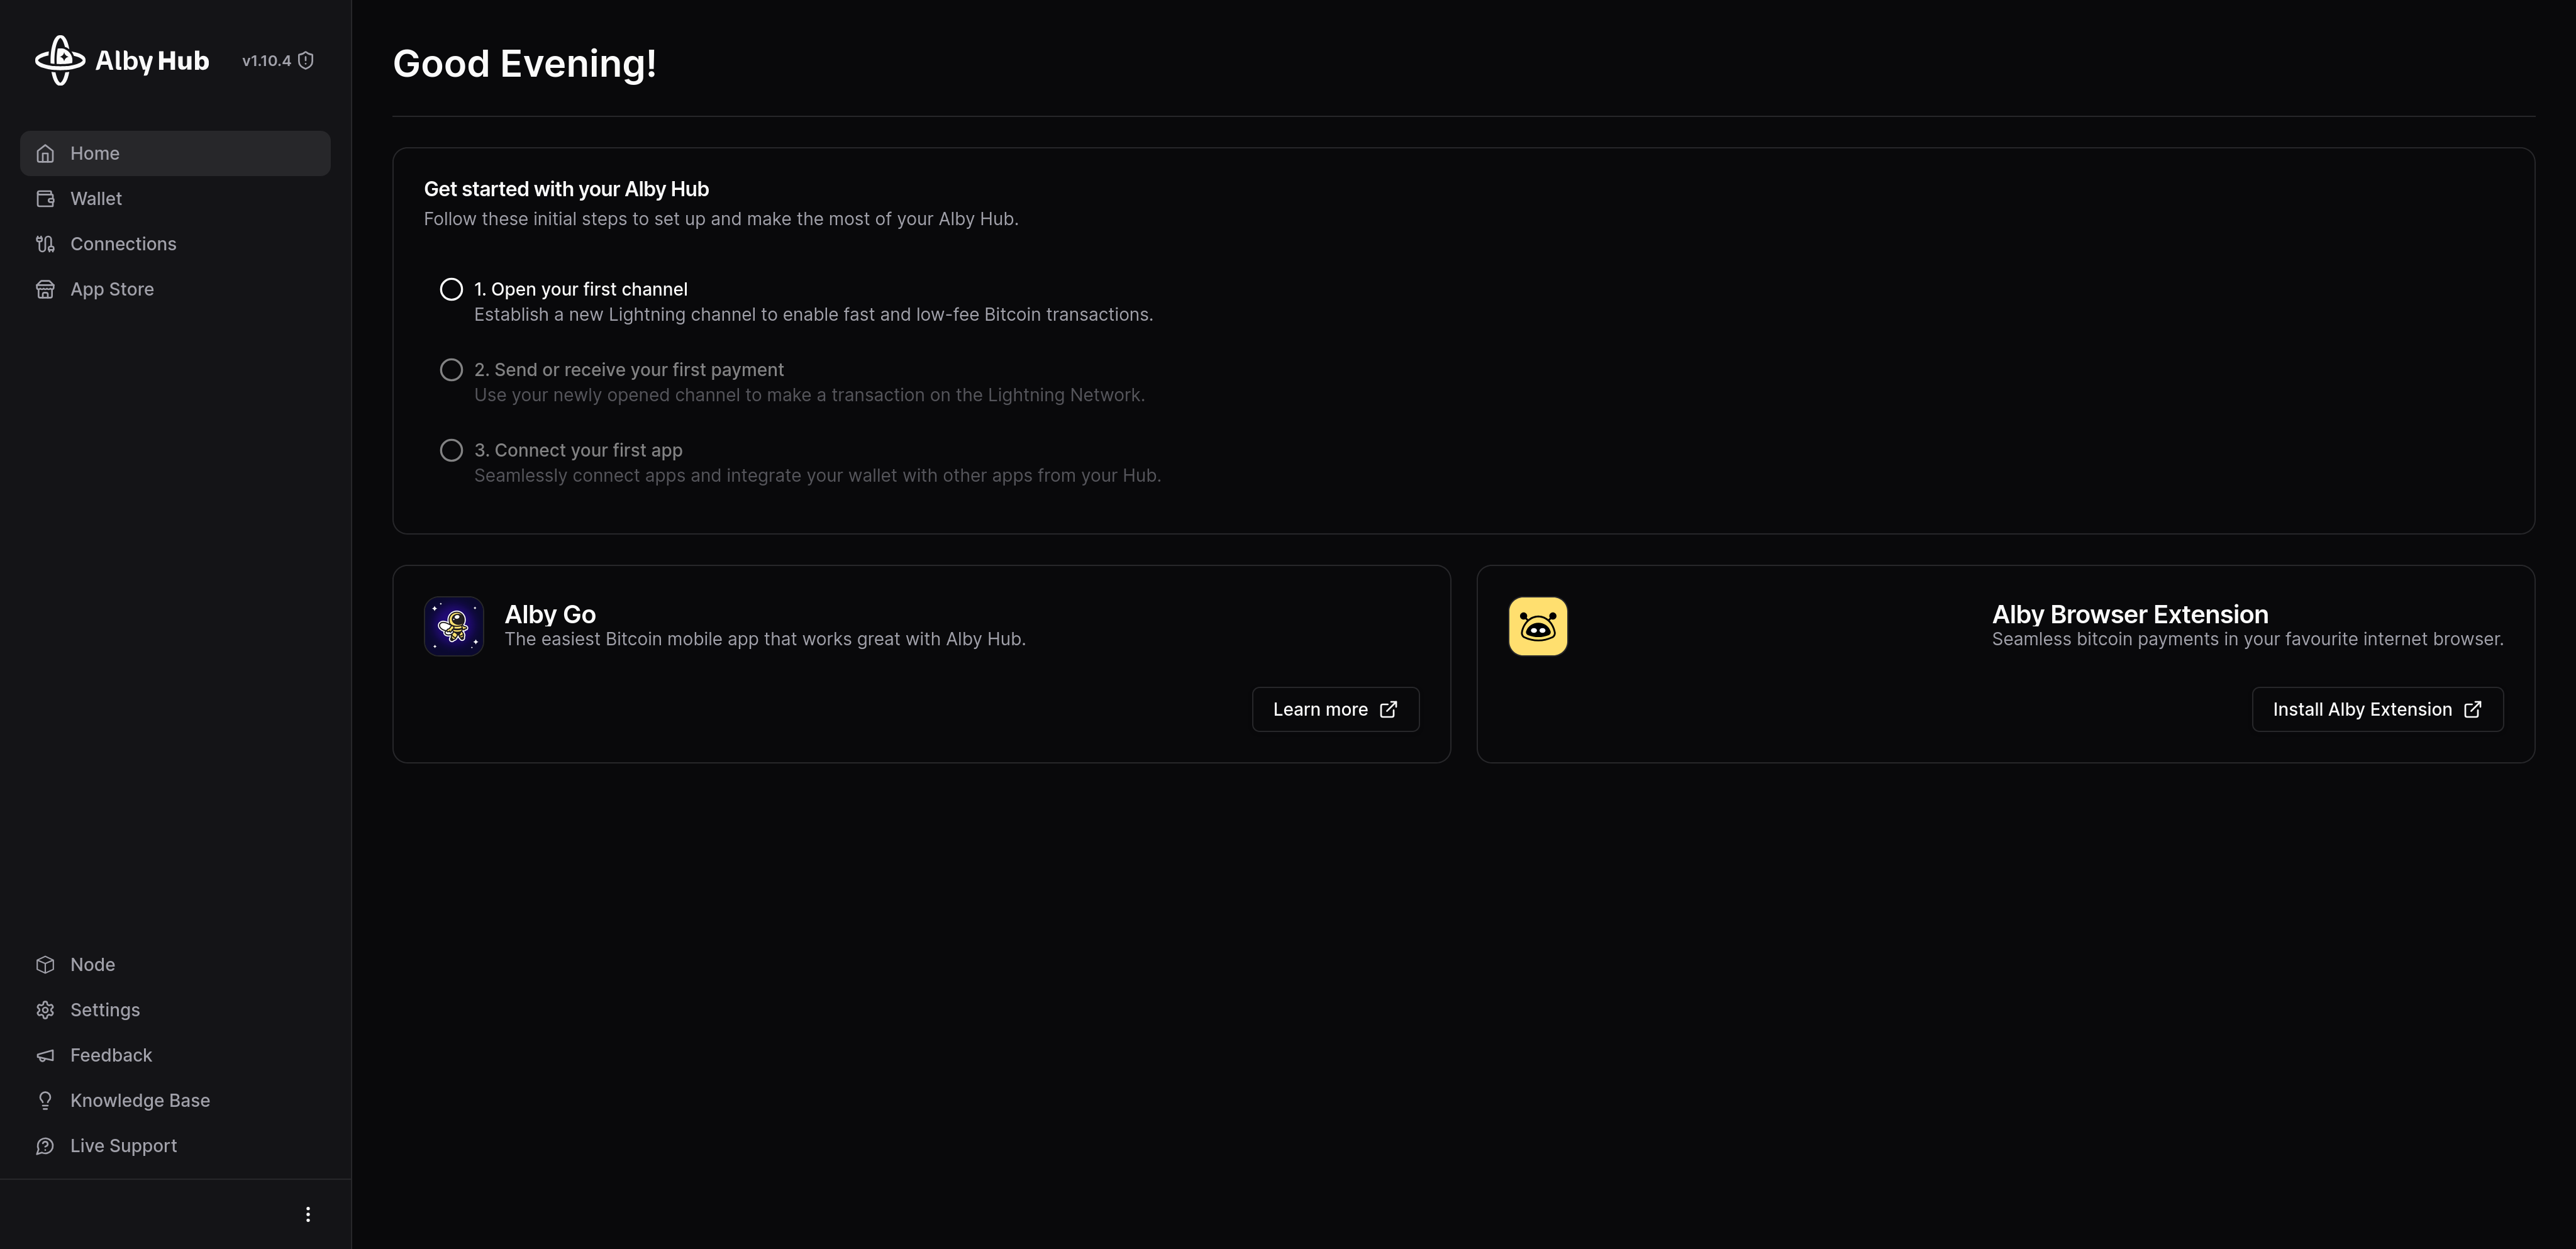 Alby Hub
v1.10.4
Home
Wallet
Connections
App Store
Node
Settings
Feedback
Knowledge Base
Live Support
Good Evening!
Get started with your Alby Hub
Follow these initial steps to set up and make the most of your Alby Hub.
1. Open your first channel
Establish a new Lightning channel to enable fast and low-fee Bitcoin transactions.
2. Send or receive your first payment
Use your newly opened channel to make a transaction on the Lightning Network.
3. Connect your first app
Seamlessly connect apps and integrate your wallet with other apps from your Hub.
Alby Go
The easiest Bitcoin mobile app that works great with Alby Hub.
Learn more
Alby Browser Extension
Seamless bitcoin payments in your favourite internet browser.
Install Alby Extension